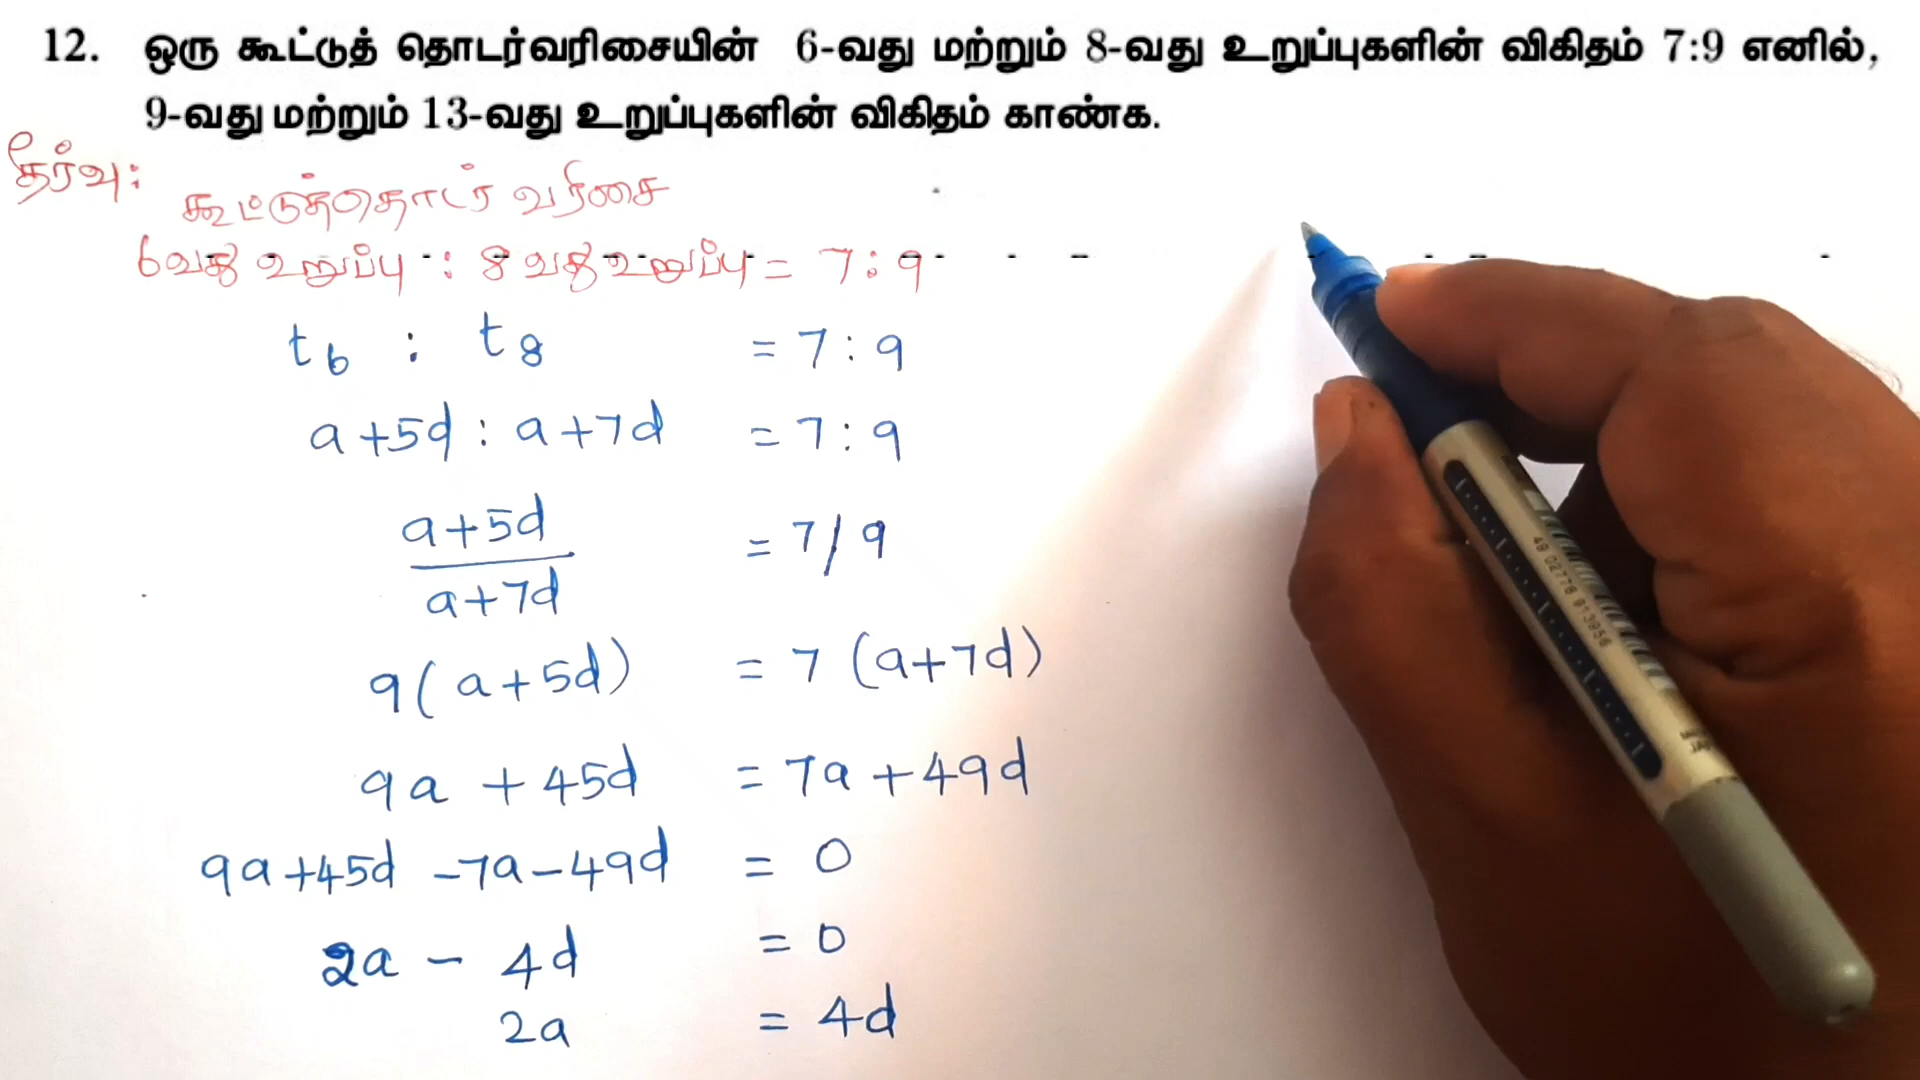 12. ஒரு கூட்டுத் தொடர்வரிசையின் 6-வது மற்றும் 8-வது உறுப்புகளின் விகிதம் 7:9 எனில்,
9-வது மற்றும் 13-வது உறுப்புகளின் விகிதம் காண்க.
தீர்வு:
கூட்டுத்தொடர் வரிசை
6வது உறுப்பு : 8 வது உறுப்பு = 7:9
t6 : t8 = 7:9
a+5d : a+7d = 7:9
a+5d
a+7d = 7/9
9(a+5d) = 7 (a+7d)
9a + 45d = 7a + 49d
9a+45d -7a-49d = 0
2a - 4d = 0
2a = 4d